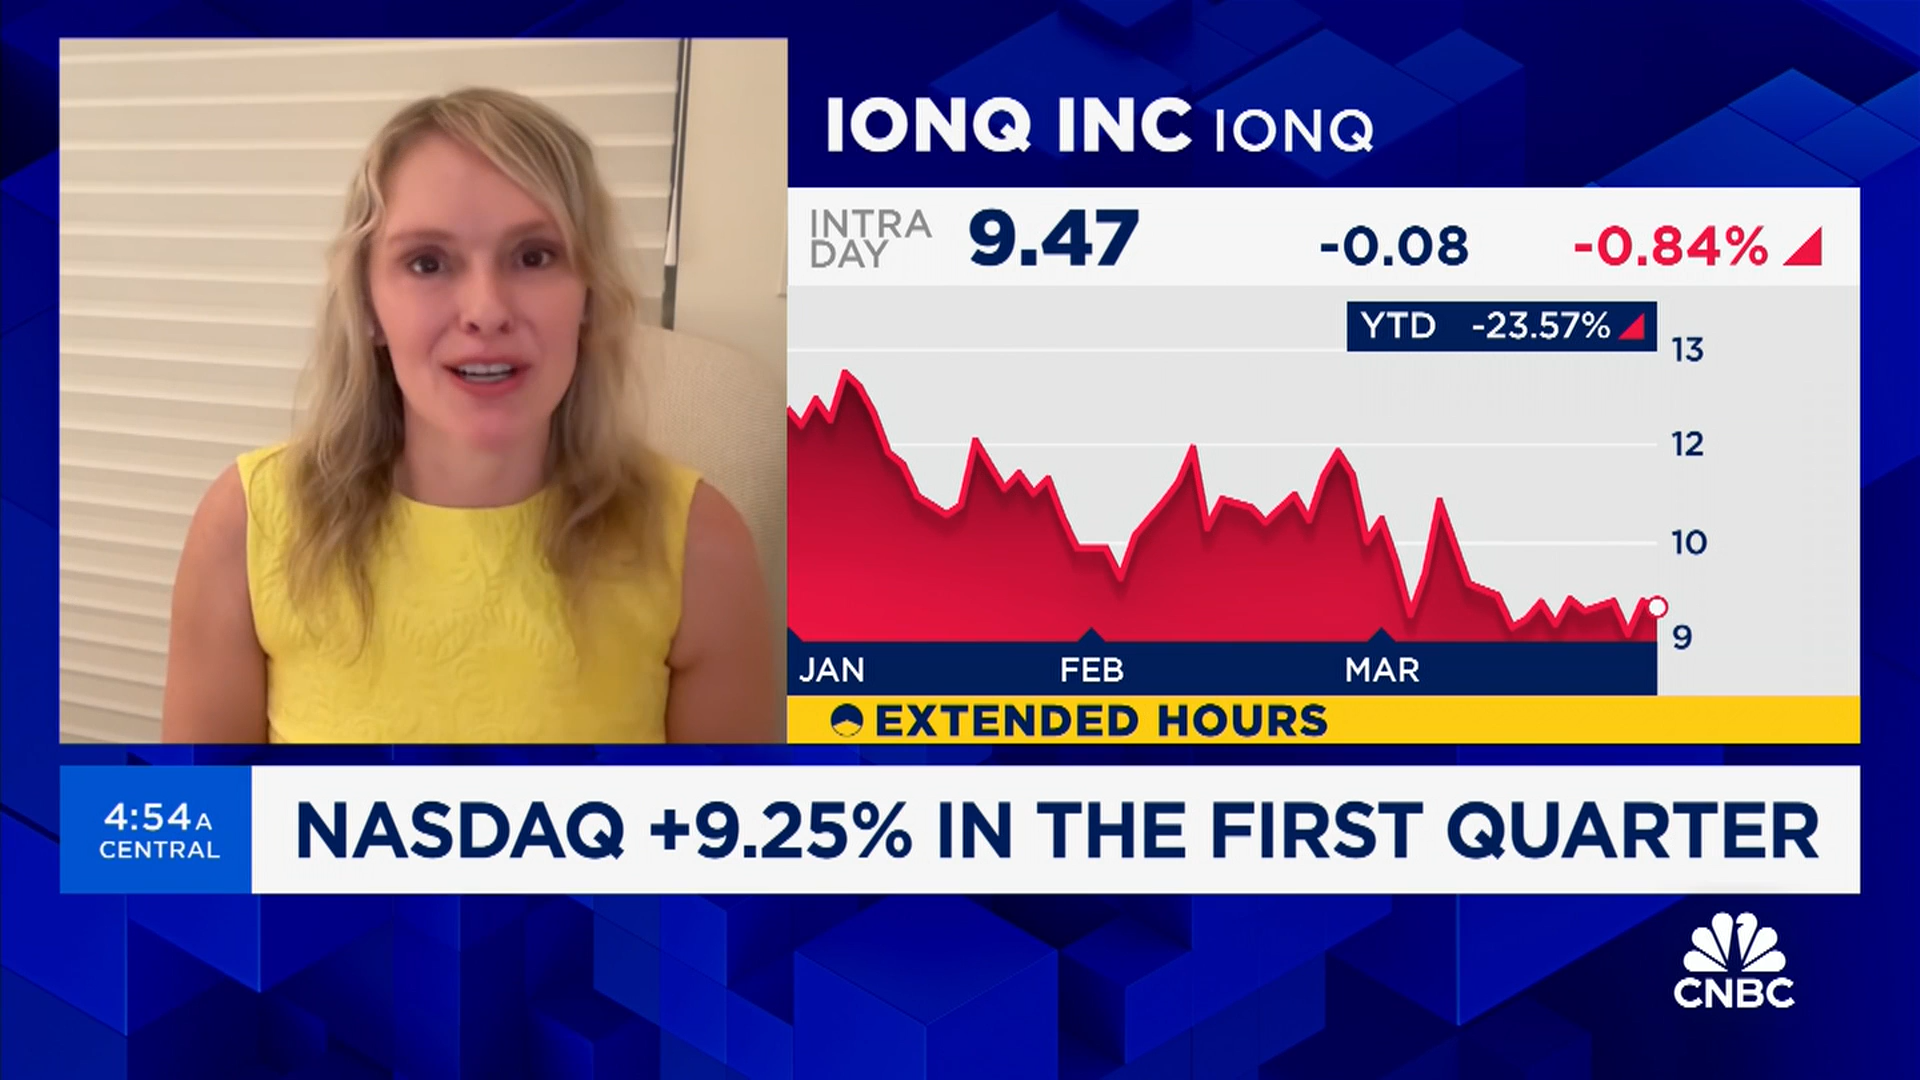 IONQ INC IONQ
INTRA DAY 9.47 -0.08 -0.84%
YTD -23.57%
13
12
10
9
JAN FEB MAR
EXTENDED HOURS
4:54A
CENTRAL
NASDAQ +9.25% IN THE FIRST QUARTER
CNBC